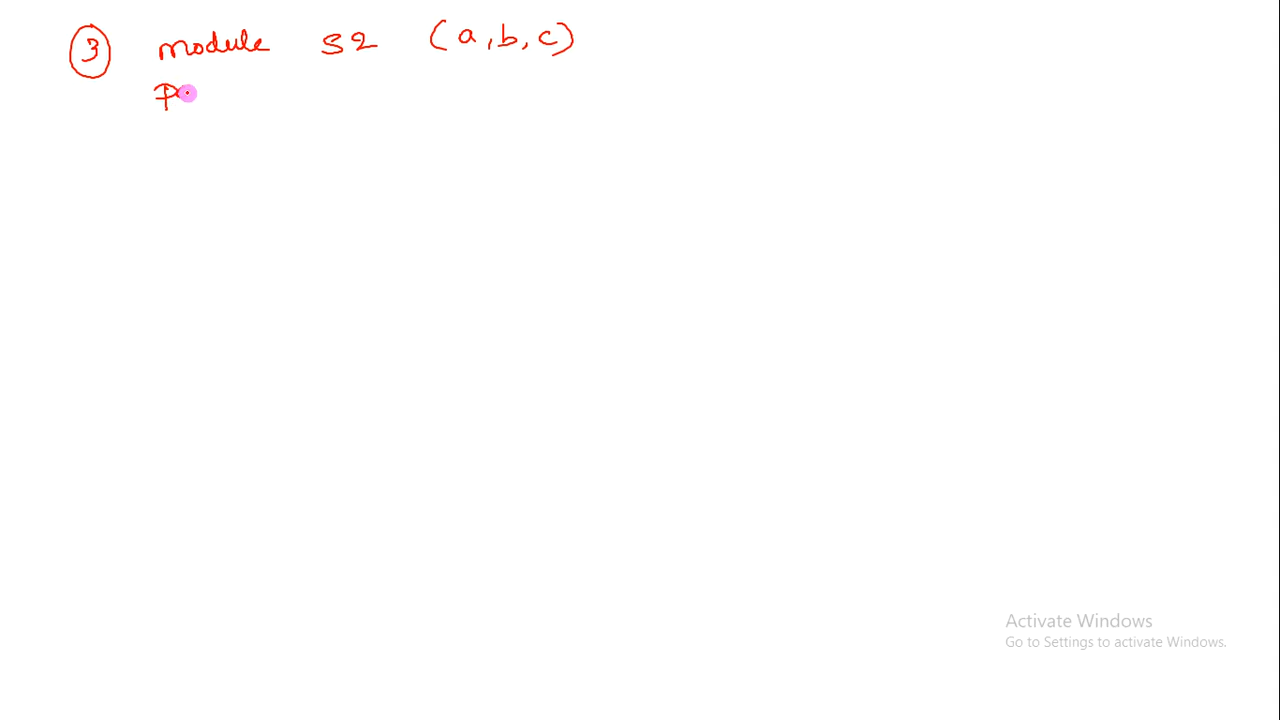 ③ module s2 (a,b,c)
P
Activate Windows
Go to Settings to activate Windows.